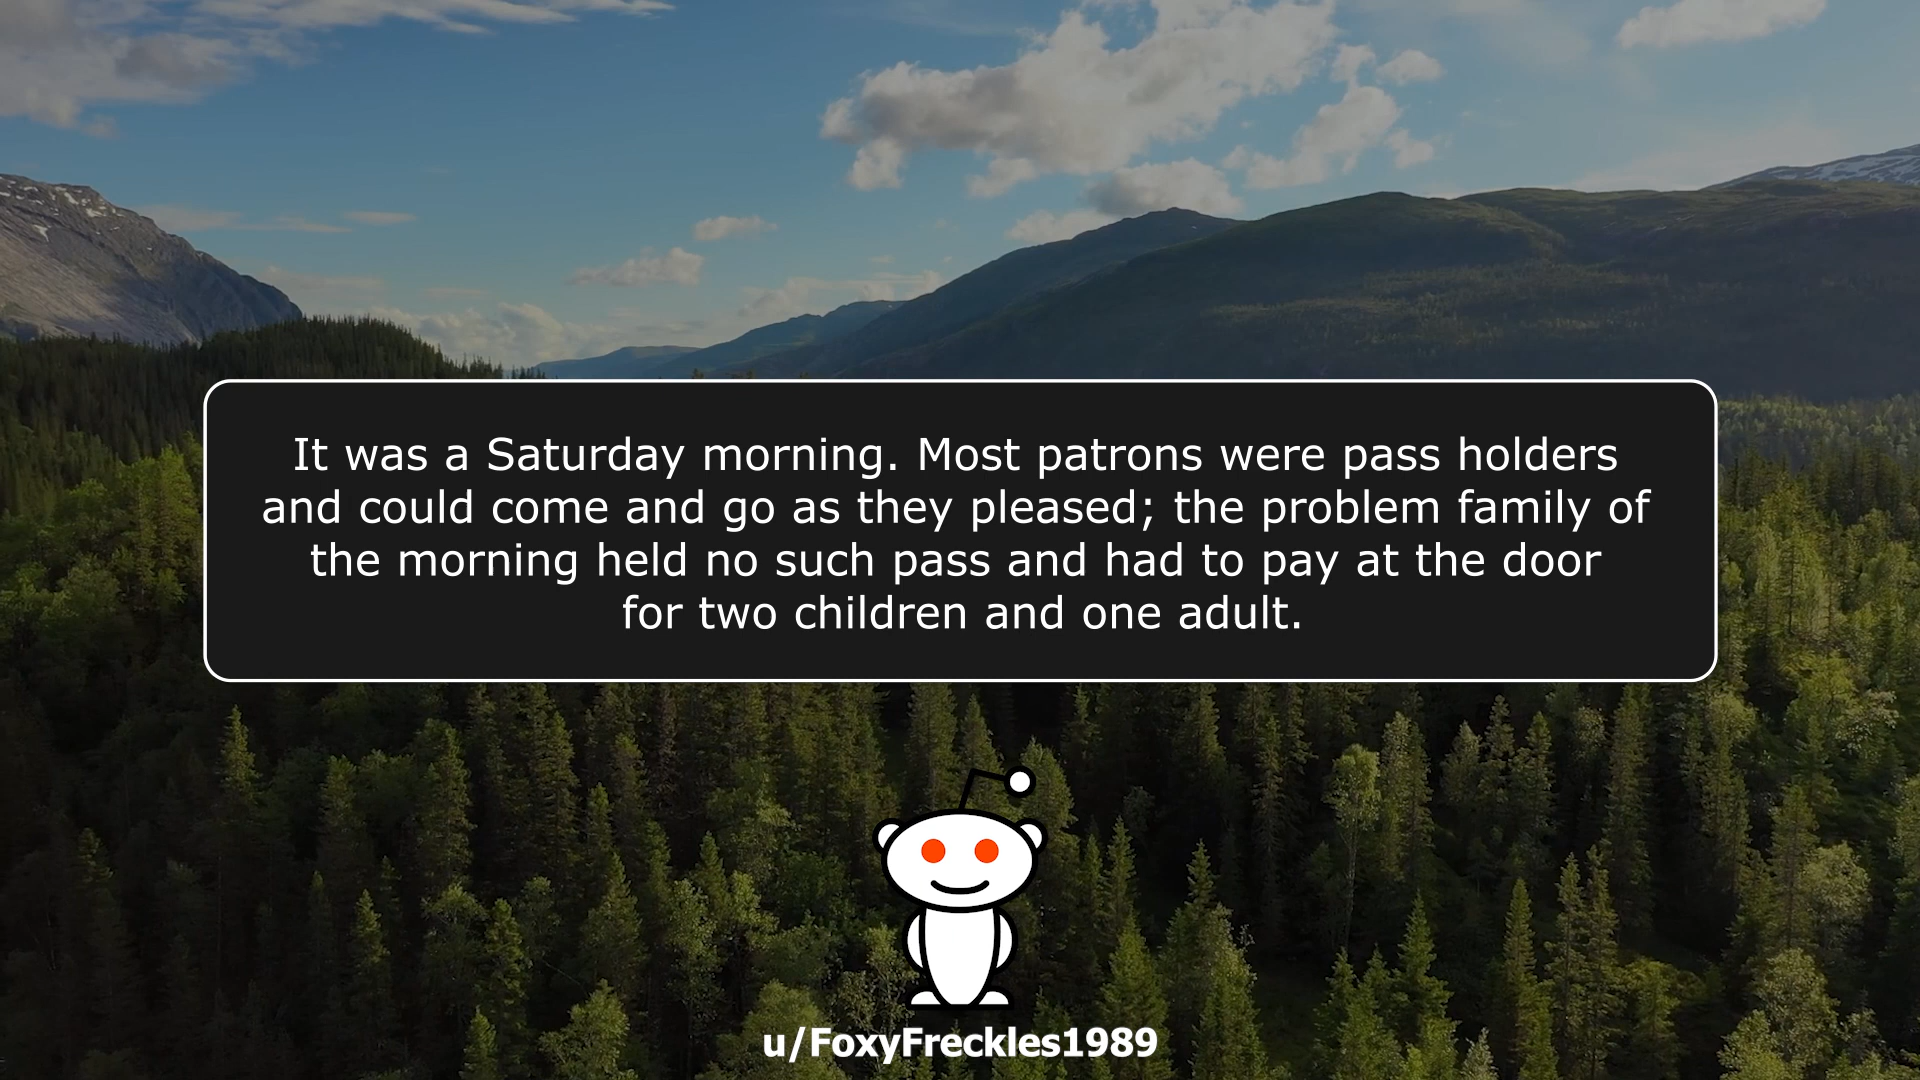 It was a Saturday morning. Most patrons were pass holders
and could come and go as they pleased; the problem family of
the morning held no such pass and had to pay at the door
for two children and one adult.
u/FoxyFreckles1989